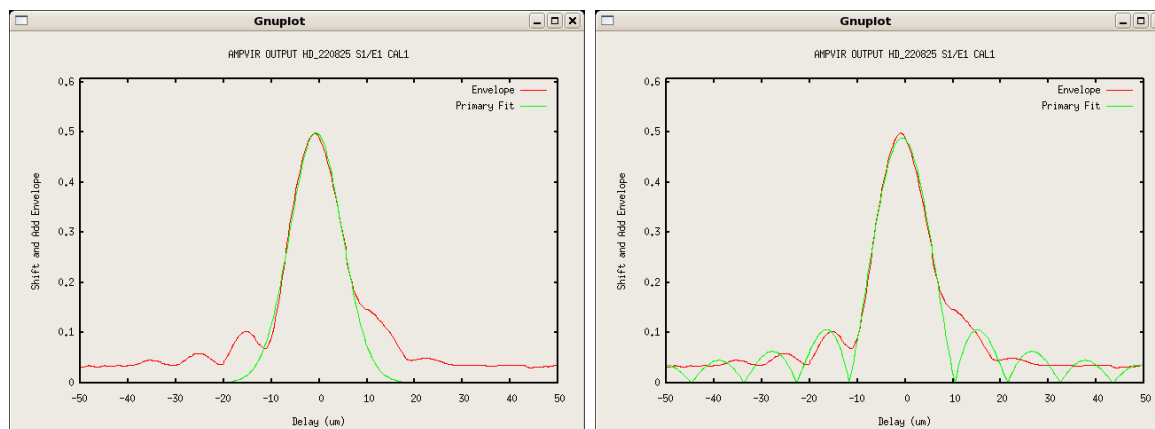 Gnuplot
AMPVIR OUTPUT HD_220825 S1/E1 CAL1
Envelope
Primary Fit
Shift and Add Envelope
0.6
0.5
0.4
0.3
0.2
0.1
0
-50 -40 -30 -20 -10 0 10 20 30 40 50
Delay (um)
Gnuplot
AMPVIR OUTPUT HD_220825 S1/E1 CAL1
Envelope
Primary Fit
Shift and Add Envelope
0.6
0.5
0.4
0.3
0.2
0.1
0
-50 -40 -30 -20 -10 0 10 20 30 40 50
Delay (um)